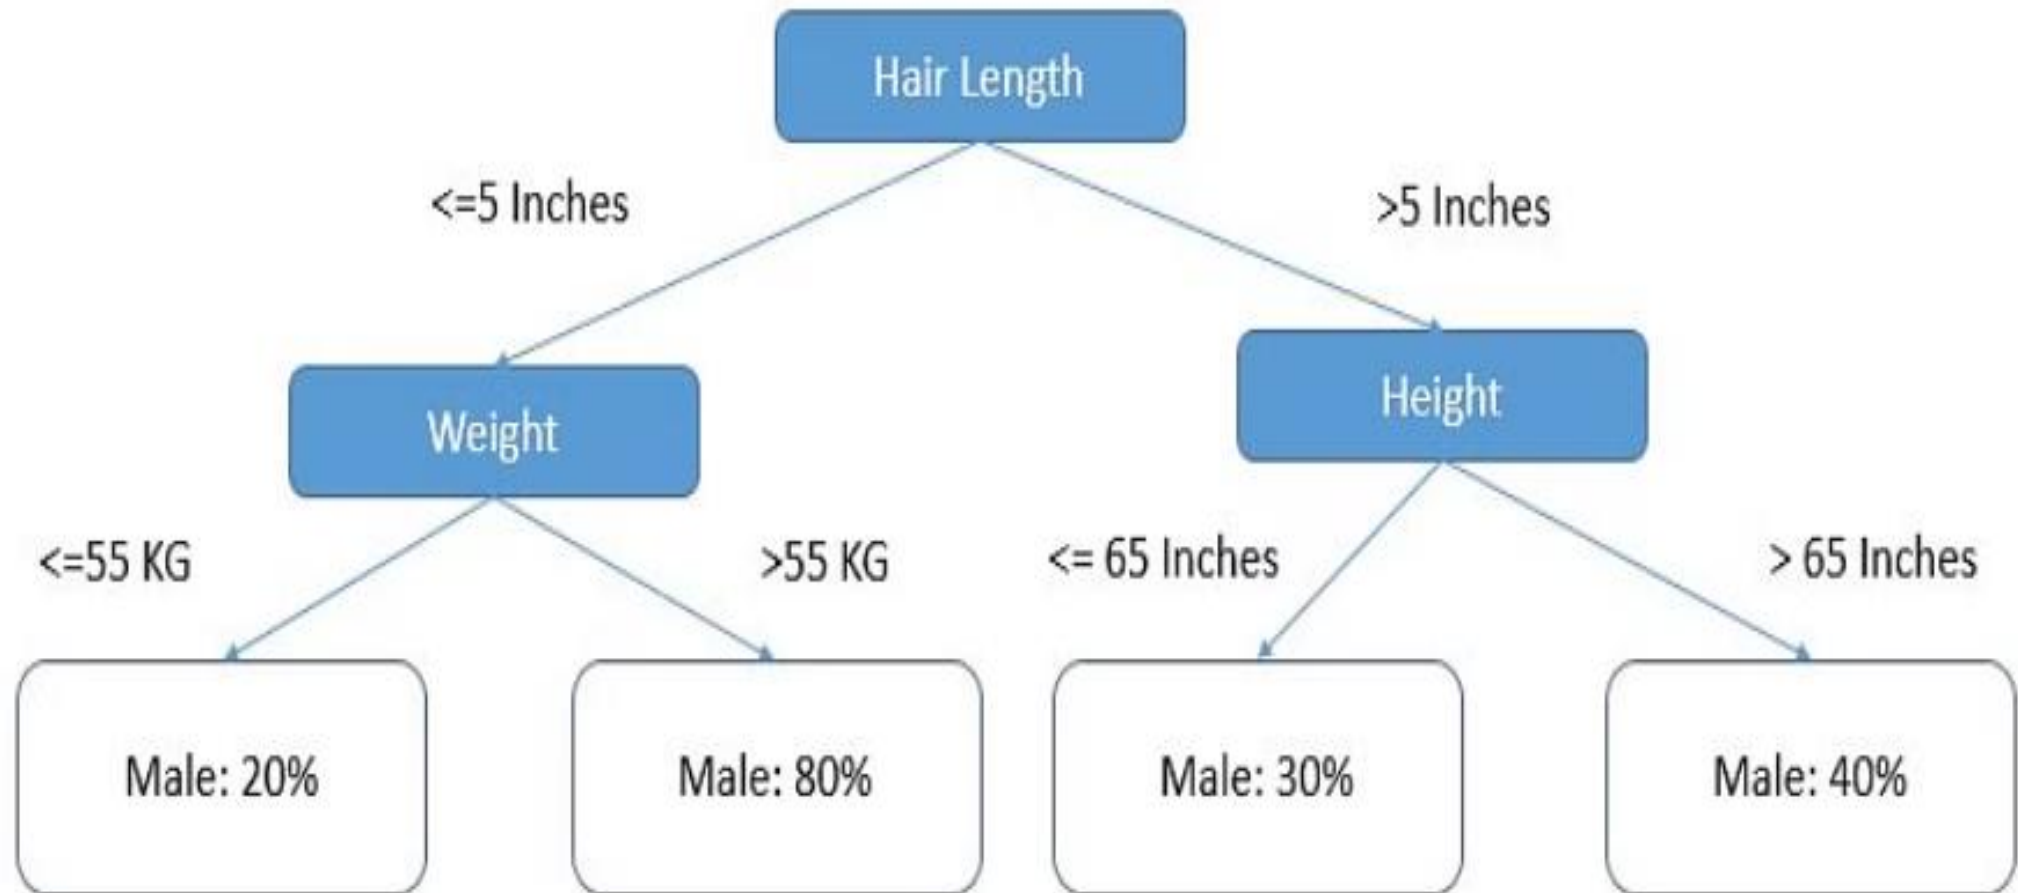 Hair Length
<=5 Inches
>5 Inches
Weight
Height
<=55 KG
>55 KG
<= 65 Inches
> 65 Inches
Male: 20%
Male: 80%
Male: 30%
Male: 40%